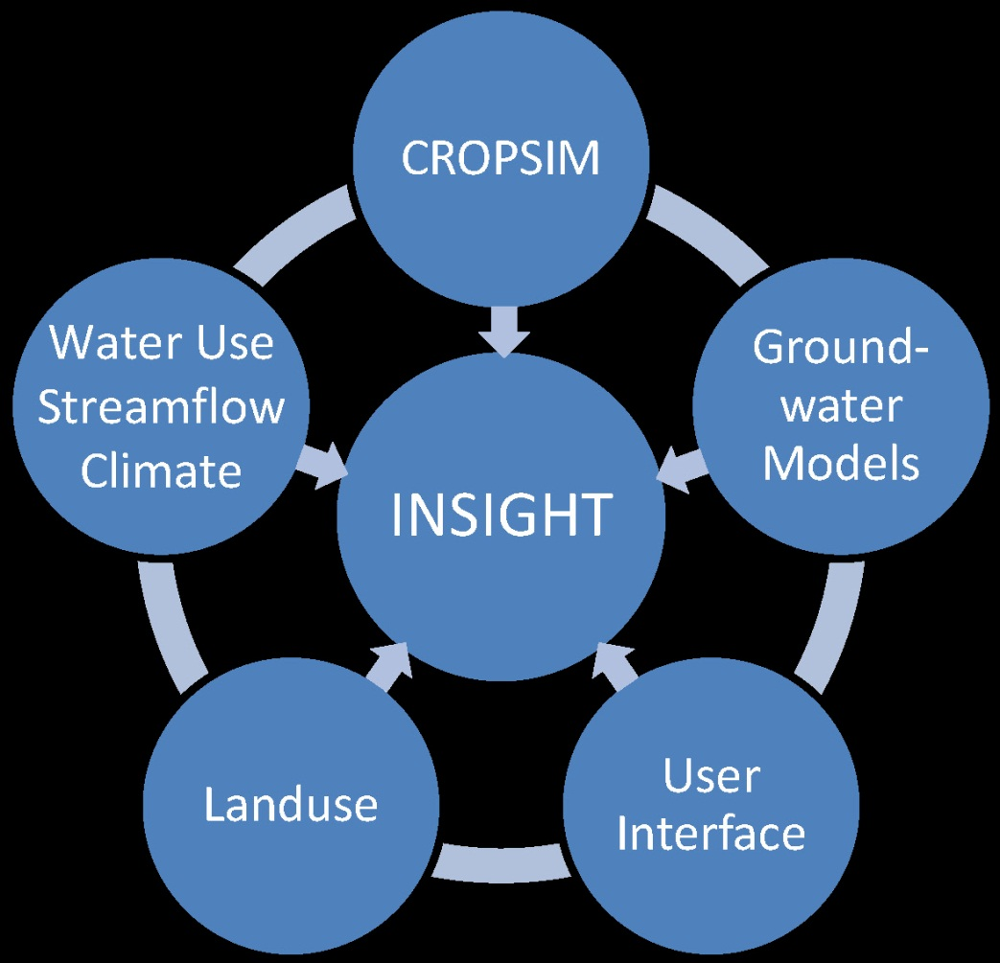 CROPSIM
Water Use
Streamflow
Climate
Ground-
water
Models
INSIGHT
Landuse
User
Interface